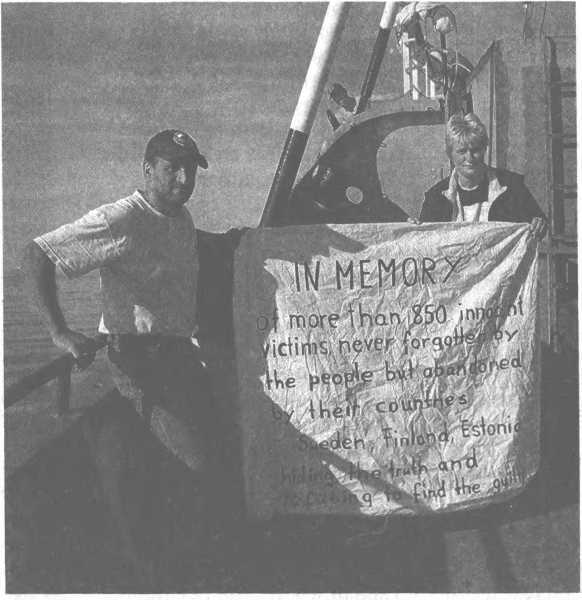 IN MEMORY
of more than 850 innocent
victims never forgotten by
the people but abandoned
by their countries
Sweden, Finland, Estonia
hiding the truth and
refusing to find the guilty